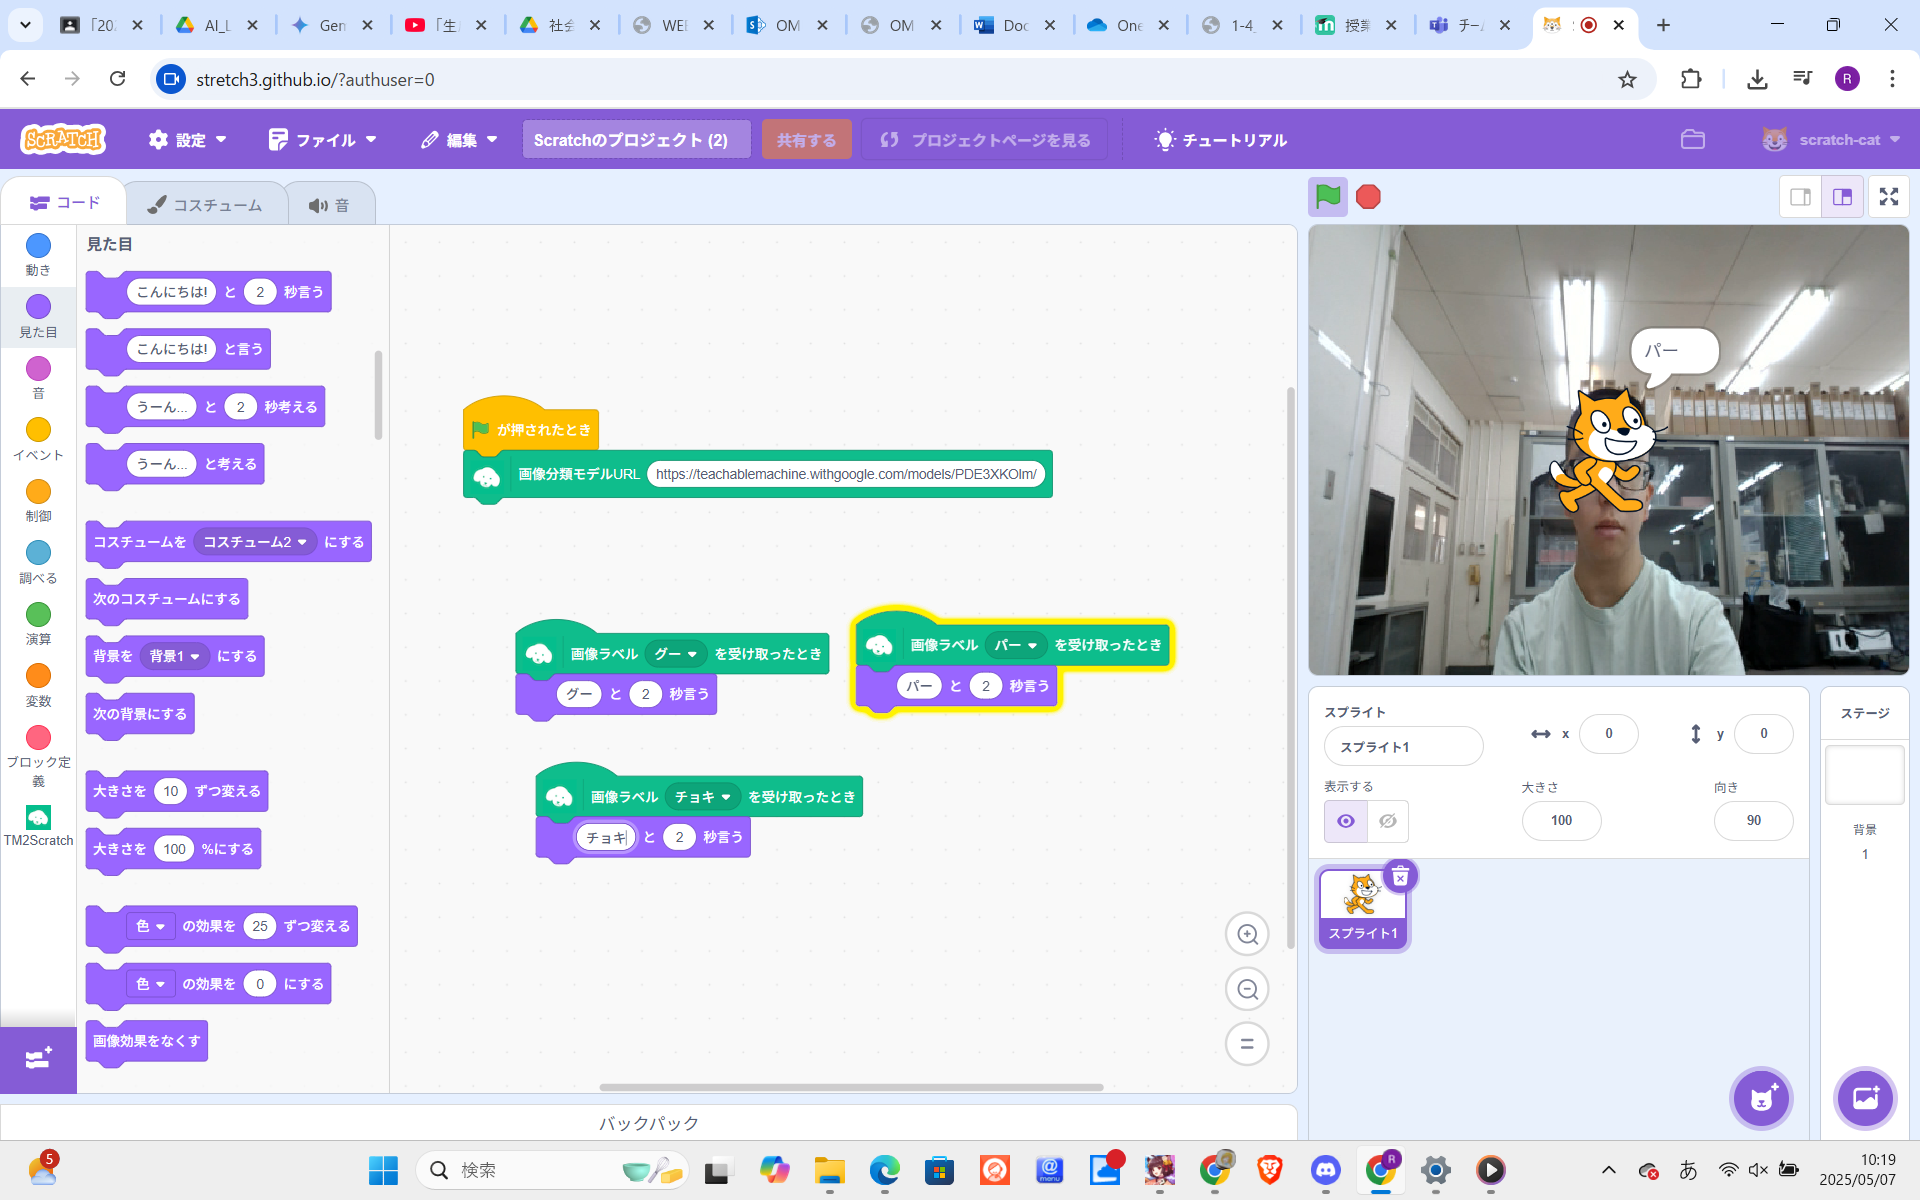 「20
AI_L
Gen
「生
社会
WEB
OM
OM
Doc
One
1-4_
授業
チーム
stretch3.github.io/?authuser=0
R
SCRATCH
設定
ファイル
編集
Scratchのプロジェクト (2)
共有する
プロジェクトページを見る
チュートリアル
scratch-cat
コード
コスチューム
音
動き
見た目
音
イベント
制御
調べる
演算
変数
ブロック定
義
TM2Scratch
見た目
こんにちは! と 2 秒言う
こんにちは! と言う
うーん... と 2 秒考える
うーん... と考える
コスチュームを コスチューム2 にする
次のコスチュームにする
背景を 背景1 にする
次の背景にする
大きさを 10 ずつ変える
大きさを 100 %にする
色 の効果を 25 ずつ変える
色 の効果を 0 にする
画像効果をなくす
が押されたとき
画像分類モデルURL https://teachablemachine.withgoogle.com/models/PDE3XKOlm/
画像ラベル グー を受け取ったとき
グー と 2 秒言う
画像ラベル パー を受け取ったとき
パー と 2 秒言う
画像ラベル チョキ を受け取ったとき
チョキ と 2 秒言う
パー
スプライト
スプライト1
x 0
y 0
表示する
大きさ
100
向き
90
スプライト1
ステージ
背景
1
バックパック
5
検索
@
menu
R
あ
10:19
2025/05/07